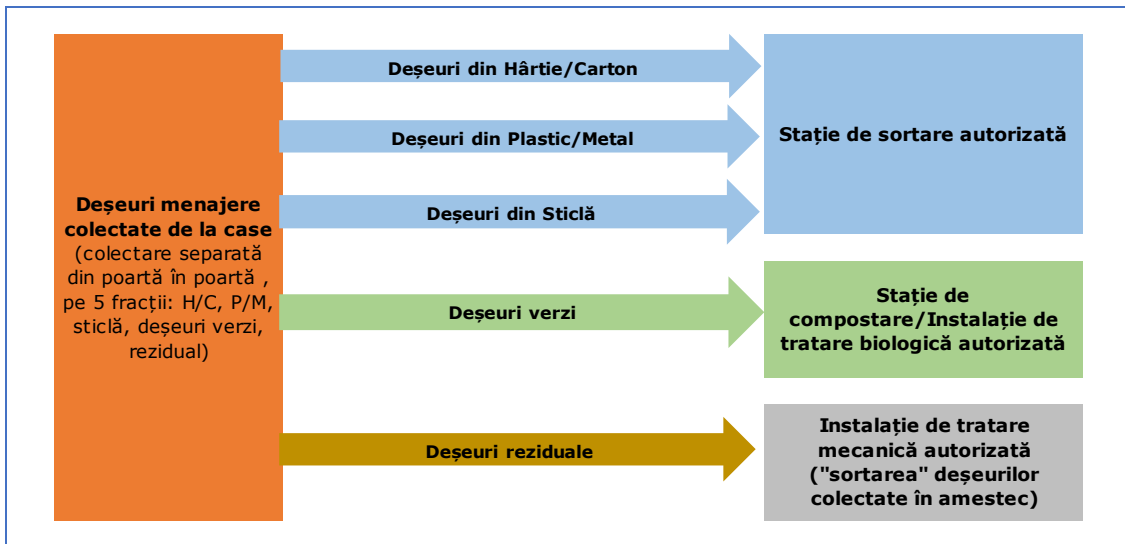 Deșeuri menajere
colectate de la case
(colectare separată
din poartă în poartă ,
pe 5 fracții: H/C, P/M,
sticlă, deșeuri verzi,
rezidual)
Deșeuri din Hârtie/Carton
Deșeuri din Plastic/Metal
Deșeuri din Sticlă
Deșeuri verzi
Deșeuri reziduale
Stație de sortare autorizată
Stație de
compostare/Instalație de
tratare biologică autorizată
Instalație de tratare
mecanică autorizată
("sortarea" deșeurilor
colectate în amestec)